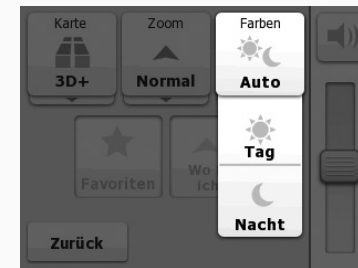 Karte
Zoom
Farben
3D+
Normal
Auto
Tag
Favoriten
Wo
ich
Nacht
Zurück